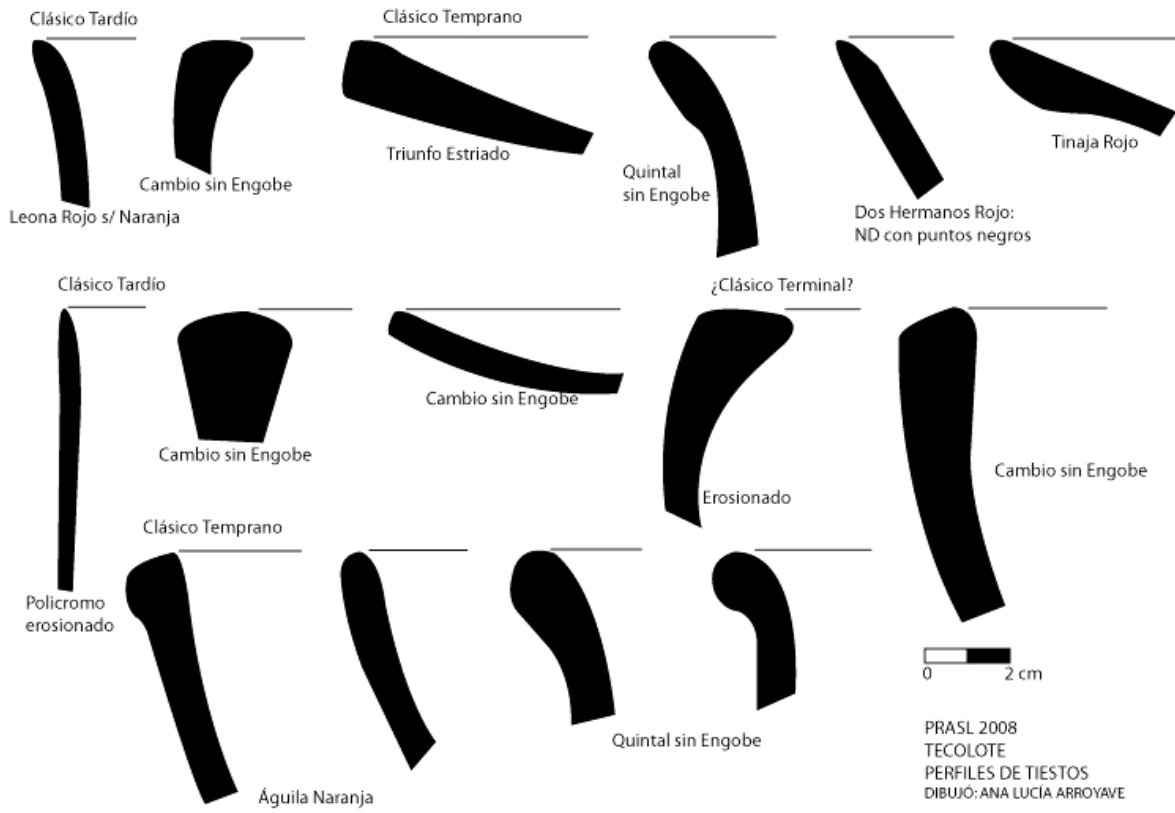 Clásico Tardío
Clásico Temprano
Leona Rojo s/ Naranja
Cambio sin Engobe
Triunfo Estriado
Quintal
sin Engobe
Dos Hermanos Rojo:
ND con puntos negros
Tinaja Rojo
Clásico Tardío
¿Clásico Terminal?
Policromo
erosionado
Cambio sin Engobe
Cambio sin Engobe
Erosionado
Cambio sin Engobe
Clásico Temprano
Águila Naranja
Quintal sin Engobe
0 2 cm
PRASL 2008
TECOLOTE
PERFILES DE TIESTOS
DIBUJÓ: ANA LUCÍA ARROYAVE